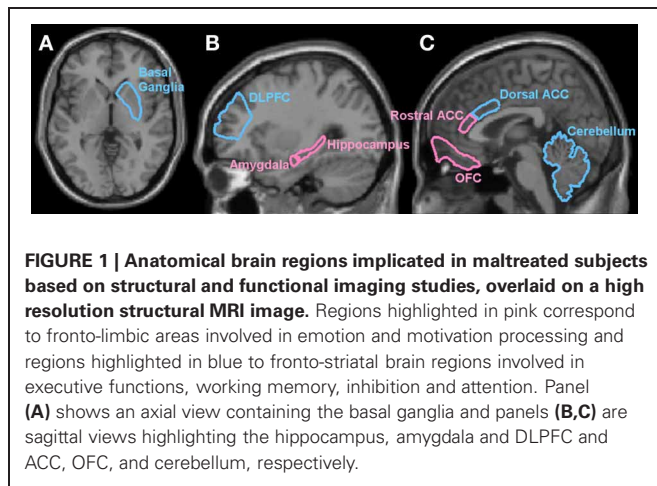 A
B
C
Basal
Ganglia
DLPFC
Hippocampus
Amygdala
Dorsal ACC
Rostral ACC
Cerebellum
OFC
FIGURE 1 | Anatomical brain regions implicated in maltreated subjects
based on structural and functional imaging studies, overlaid on a high
resolution structural MRI image. Regions highlighted in pink correspond
to fronto-limbic areas involved in emotion and motivation processing and
regions highlighted in blue to fronto-striatal brain regions involved in
executive functions, working memory, inhibition and attention. Panel
(A) shows an axial view containing the basal ganglia and panels (B,C) are
sagittal views highlighting the hippocampus, amygdala and DLPFC and
ACC, OFC, and cerebellum, respectively.